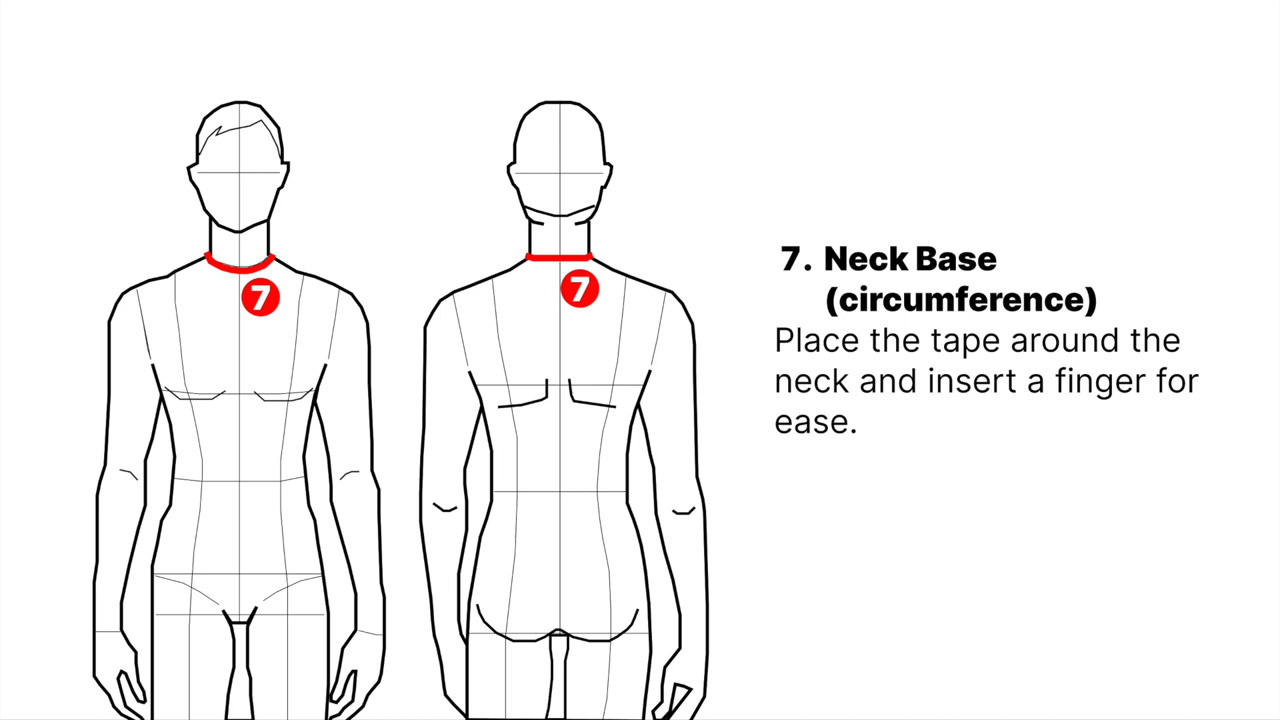 7
7
7. Neck Base
(circumference)
Place the tape around the
neck and insert a finger for
ease.